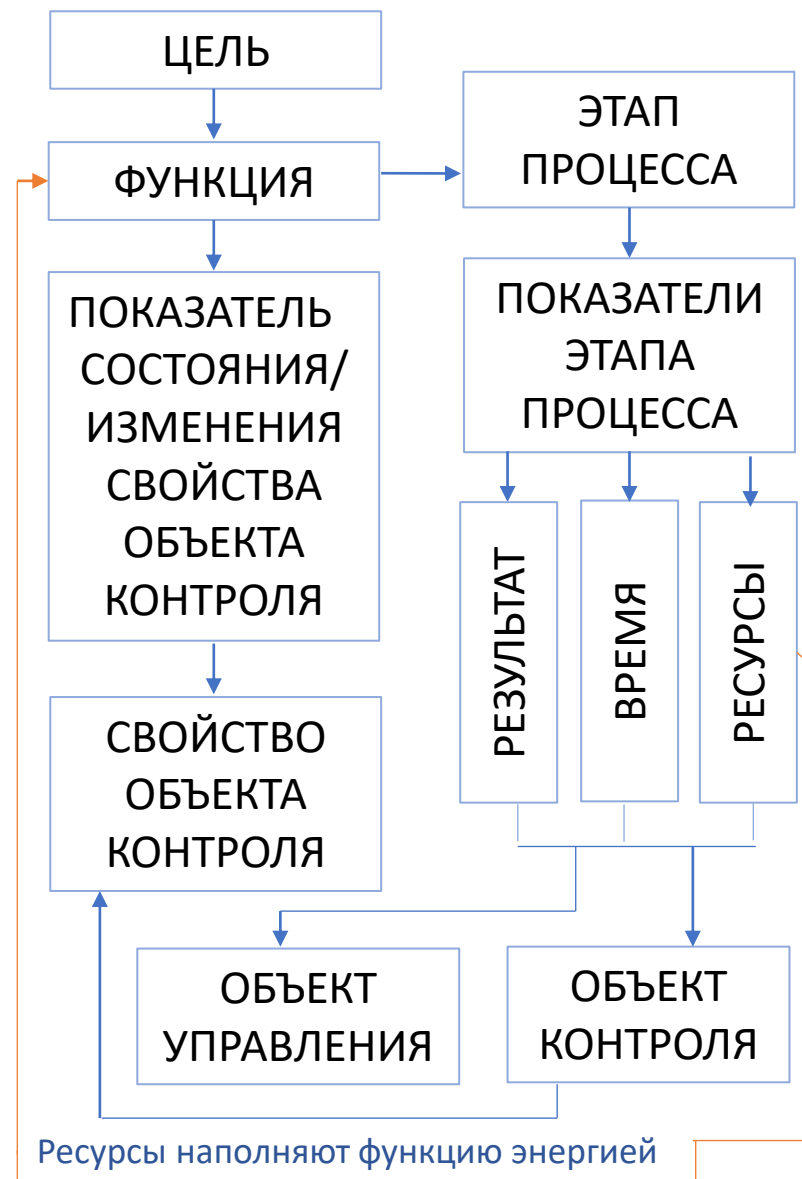 ЦЕЛЬ
ФУНКЦИЯ
ЭТАП
ПРОЦЕССА
ПОКАЗАТЕЛЬ
СОСТОЯНИЯ/
ИЗМЕНЕНИЯ
СВОЙСТВА
ОБЪЕКТА
КОНТРОЛЯ
ПОКАЗАТЕЛИ
ЭТАПА
ПРОЦЕССА
РЕЗУЛЬТАТ
ВРЕМЯ
РЕСУРСЫ
СВОЙСТВО
ОБЪЕКТА
КОНТРОЛЯ
ОБЪЕКТ
УПРАВЛЕНИЯ
ОБЪЕКТ
КОНТРОЛЯ
Ресурсы наполняют функцию энергией